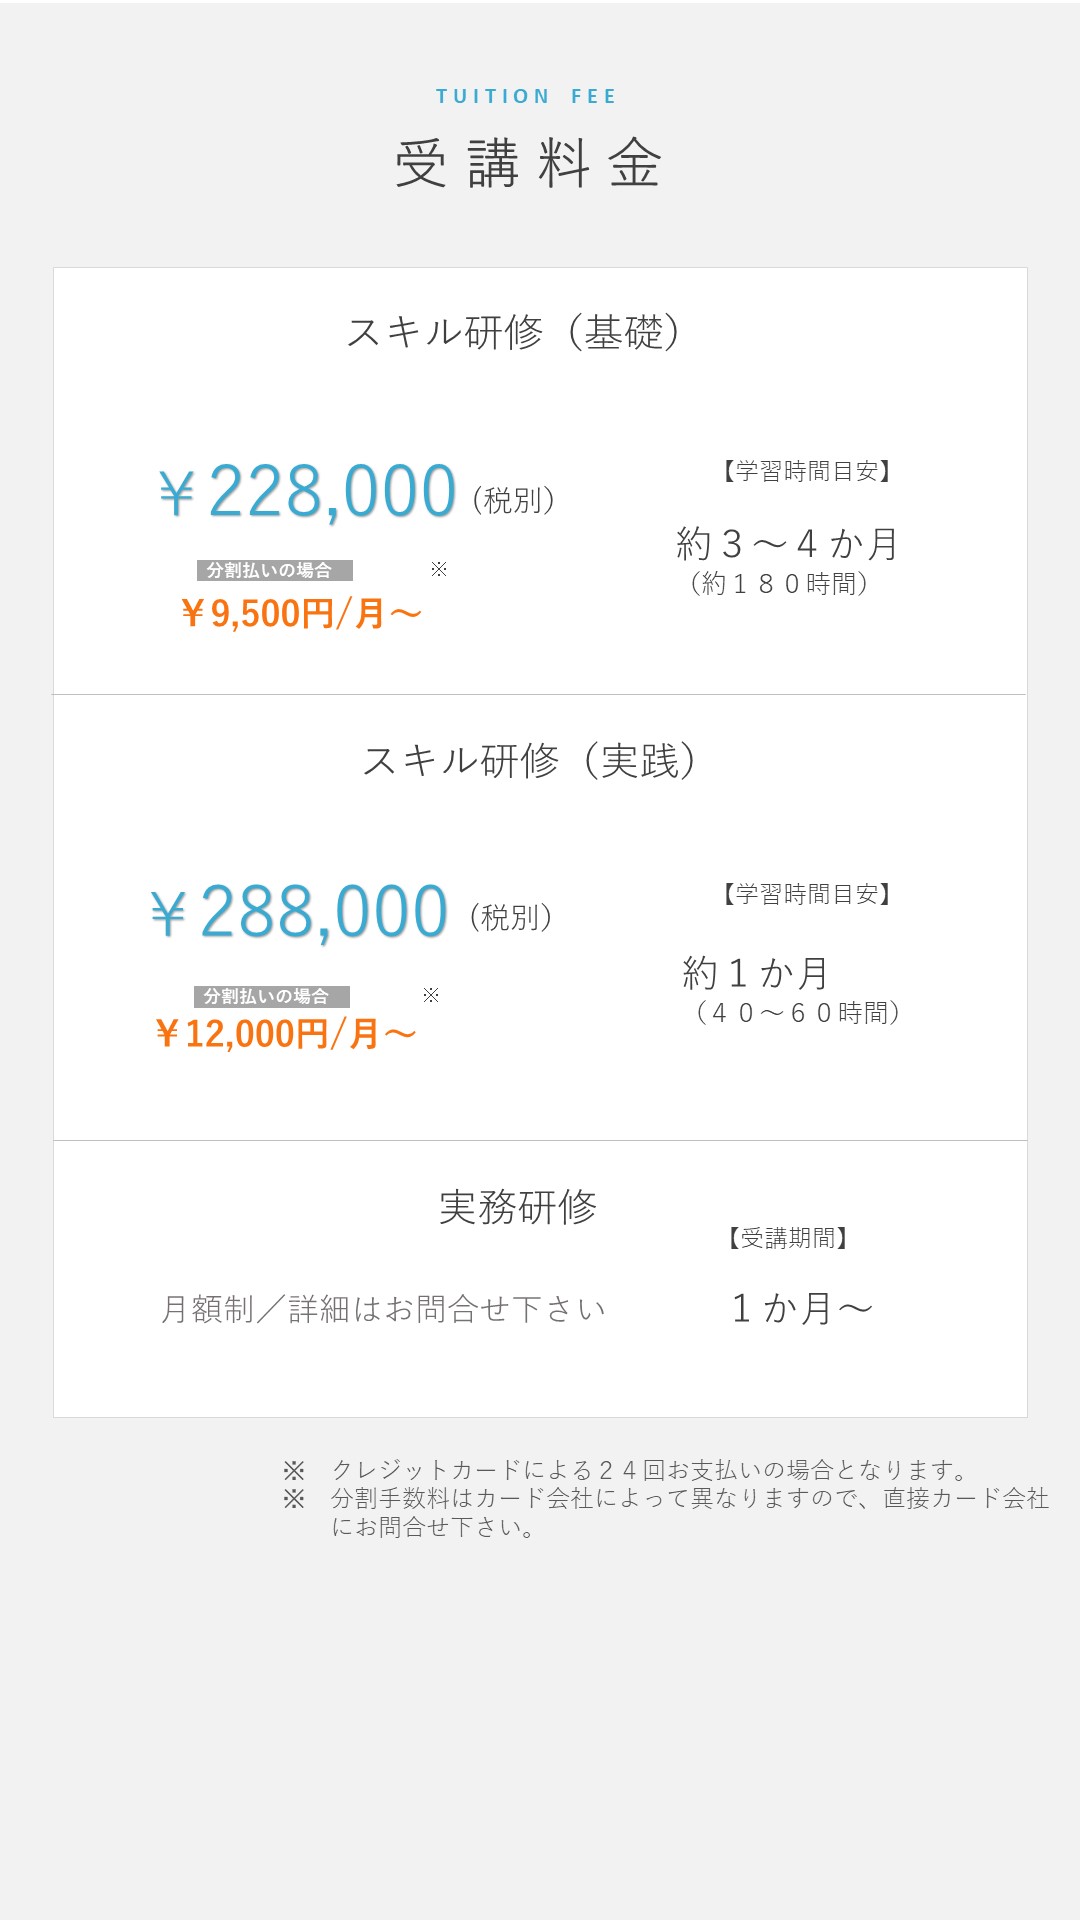 TUITION FEE
受講料金
スキル研修（基礎）
￥228,000（税別）
【学習時間目安】
約３～４か月
（約１８０時間）
分割払いの場合 ※
￥9,500円/月～
スキル研修（実践）
￥288,000（税別）
【学習時間目安】
約１か月
（４０～６０時間）
分割払いの場合 ※
￥12,000円/月～
実務研修
【受講期間】
月額制／詳細はお問合せ下さい
１か月～
※ クレジットカードによる２４回お支払いの場合となります。
※ 分割手数料はカード会社によって異なりますので、直接カード会社
にお問合せ下さい。